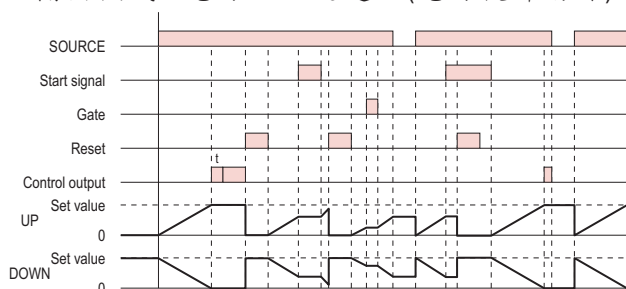 SOURCE
Start signal
Gate
Reset
t
Control output
Set value
UP
0
Set value
DOWN
0